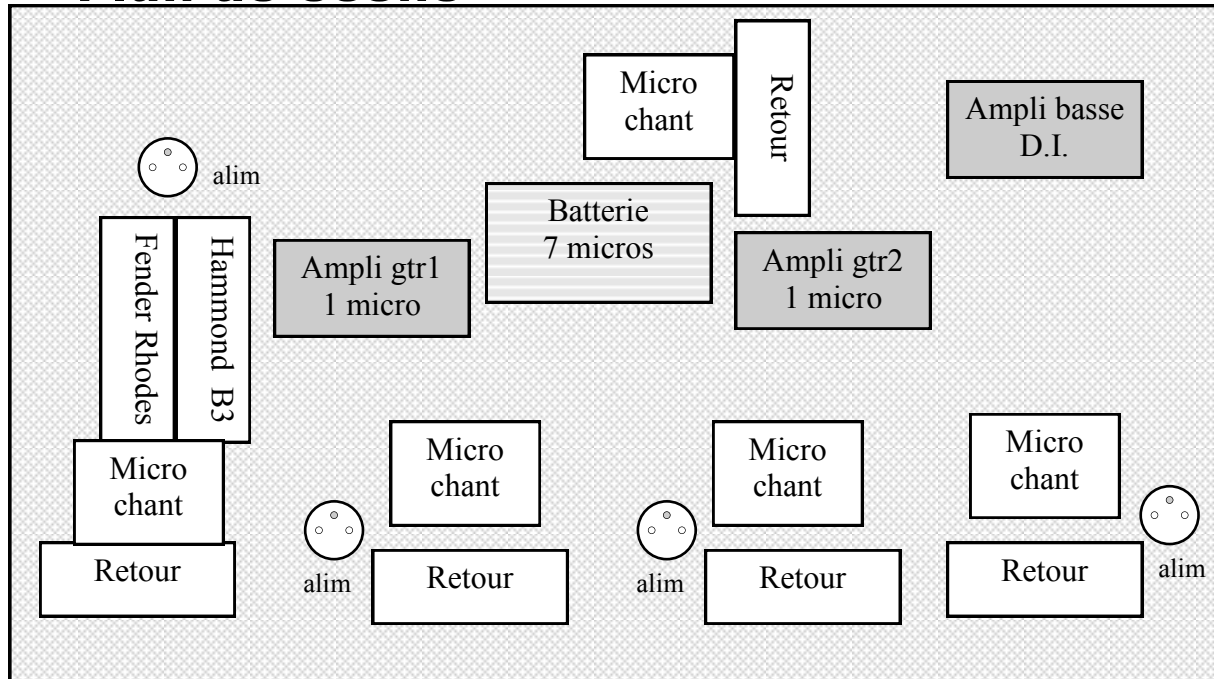 Micro
chant
Retour
Ampli basse
D.I.
alim
Batterie
7 micros
Fender Rhodes
Hammond B3
Ampli gtr1
1 micro
Ampli gtr2
1 micro
Micro
chant
Retour
Micro
chant
alim
Retour
Micro
chant
alim
Retour
Micro
chant
Retour
alim